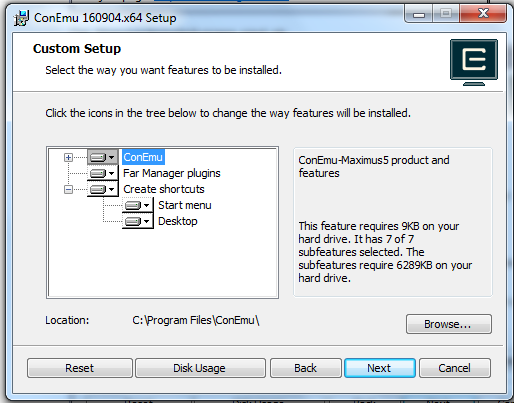 ConEmu 160904.x64 Setup
Custom Setup
Select the way you want features to be installed.
Click the icons in the tree below to change the way features will be installed.
ConEmu
Far Manager plugins
Create shortcuts
Start menu
Desktop
ConEmu-Maximus5 product and
features
This feature requires 9KB on your
hard drive. It has 7 of 7
subfeatures selected. The
subfeatures require 6289KB on your
hard drive.
Location:
C:\Program Files\ConEmu\
Browse...
Reset
Disk Usage
Back
Next
Cancel